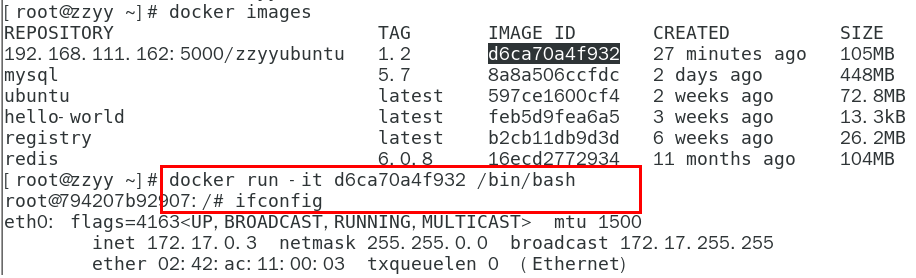 [root@zzyy ~]# docker images
REPOSITORY TAG IMAGE ID CREATED SIZE
192.168.111.162:5000/zzyyubuntu 1.2 d6ca70a4f932 27 minutes ago 105MB
mysql 5.7 8a8a506ccfdc 2 days ago 448MB
ubuntu latest 597ce1600cf4 2 weeks ago 72.8MB
hello-world latest feb5d9fea6a5 3 weeks ago 13.3kB
registry latest b2cb11db9d3d 6 weeks ago 26.2MB
redis 6.0.8 16ecd2772934 11 months ago 104MB
[root@zzyy ~]# docker run -it d6ca70a4f932 /bin/bash
root@794207b92907:/# ifconfig
eth0: flags=4163<UP,BROADCAST,RUNNING,MULTICAST> mtu 1500
inet 172.17.0.3 netmask 255.255.0.0 broadcast 172.17.255.255
ether 02:42:ac:11:00:03 txqueuelen 0 (Ethernet)